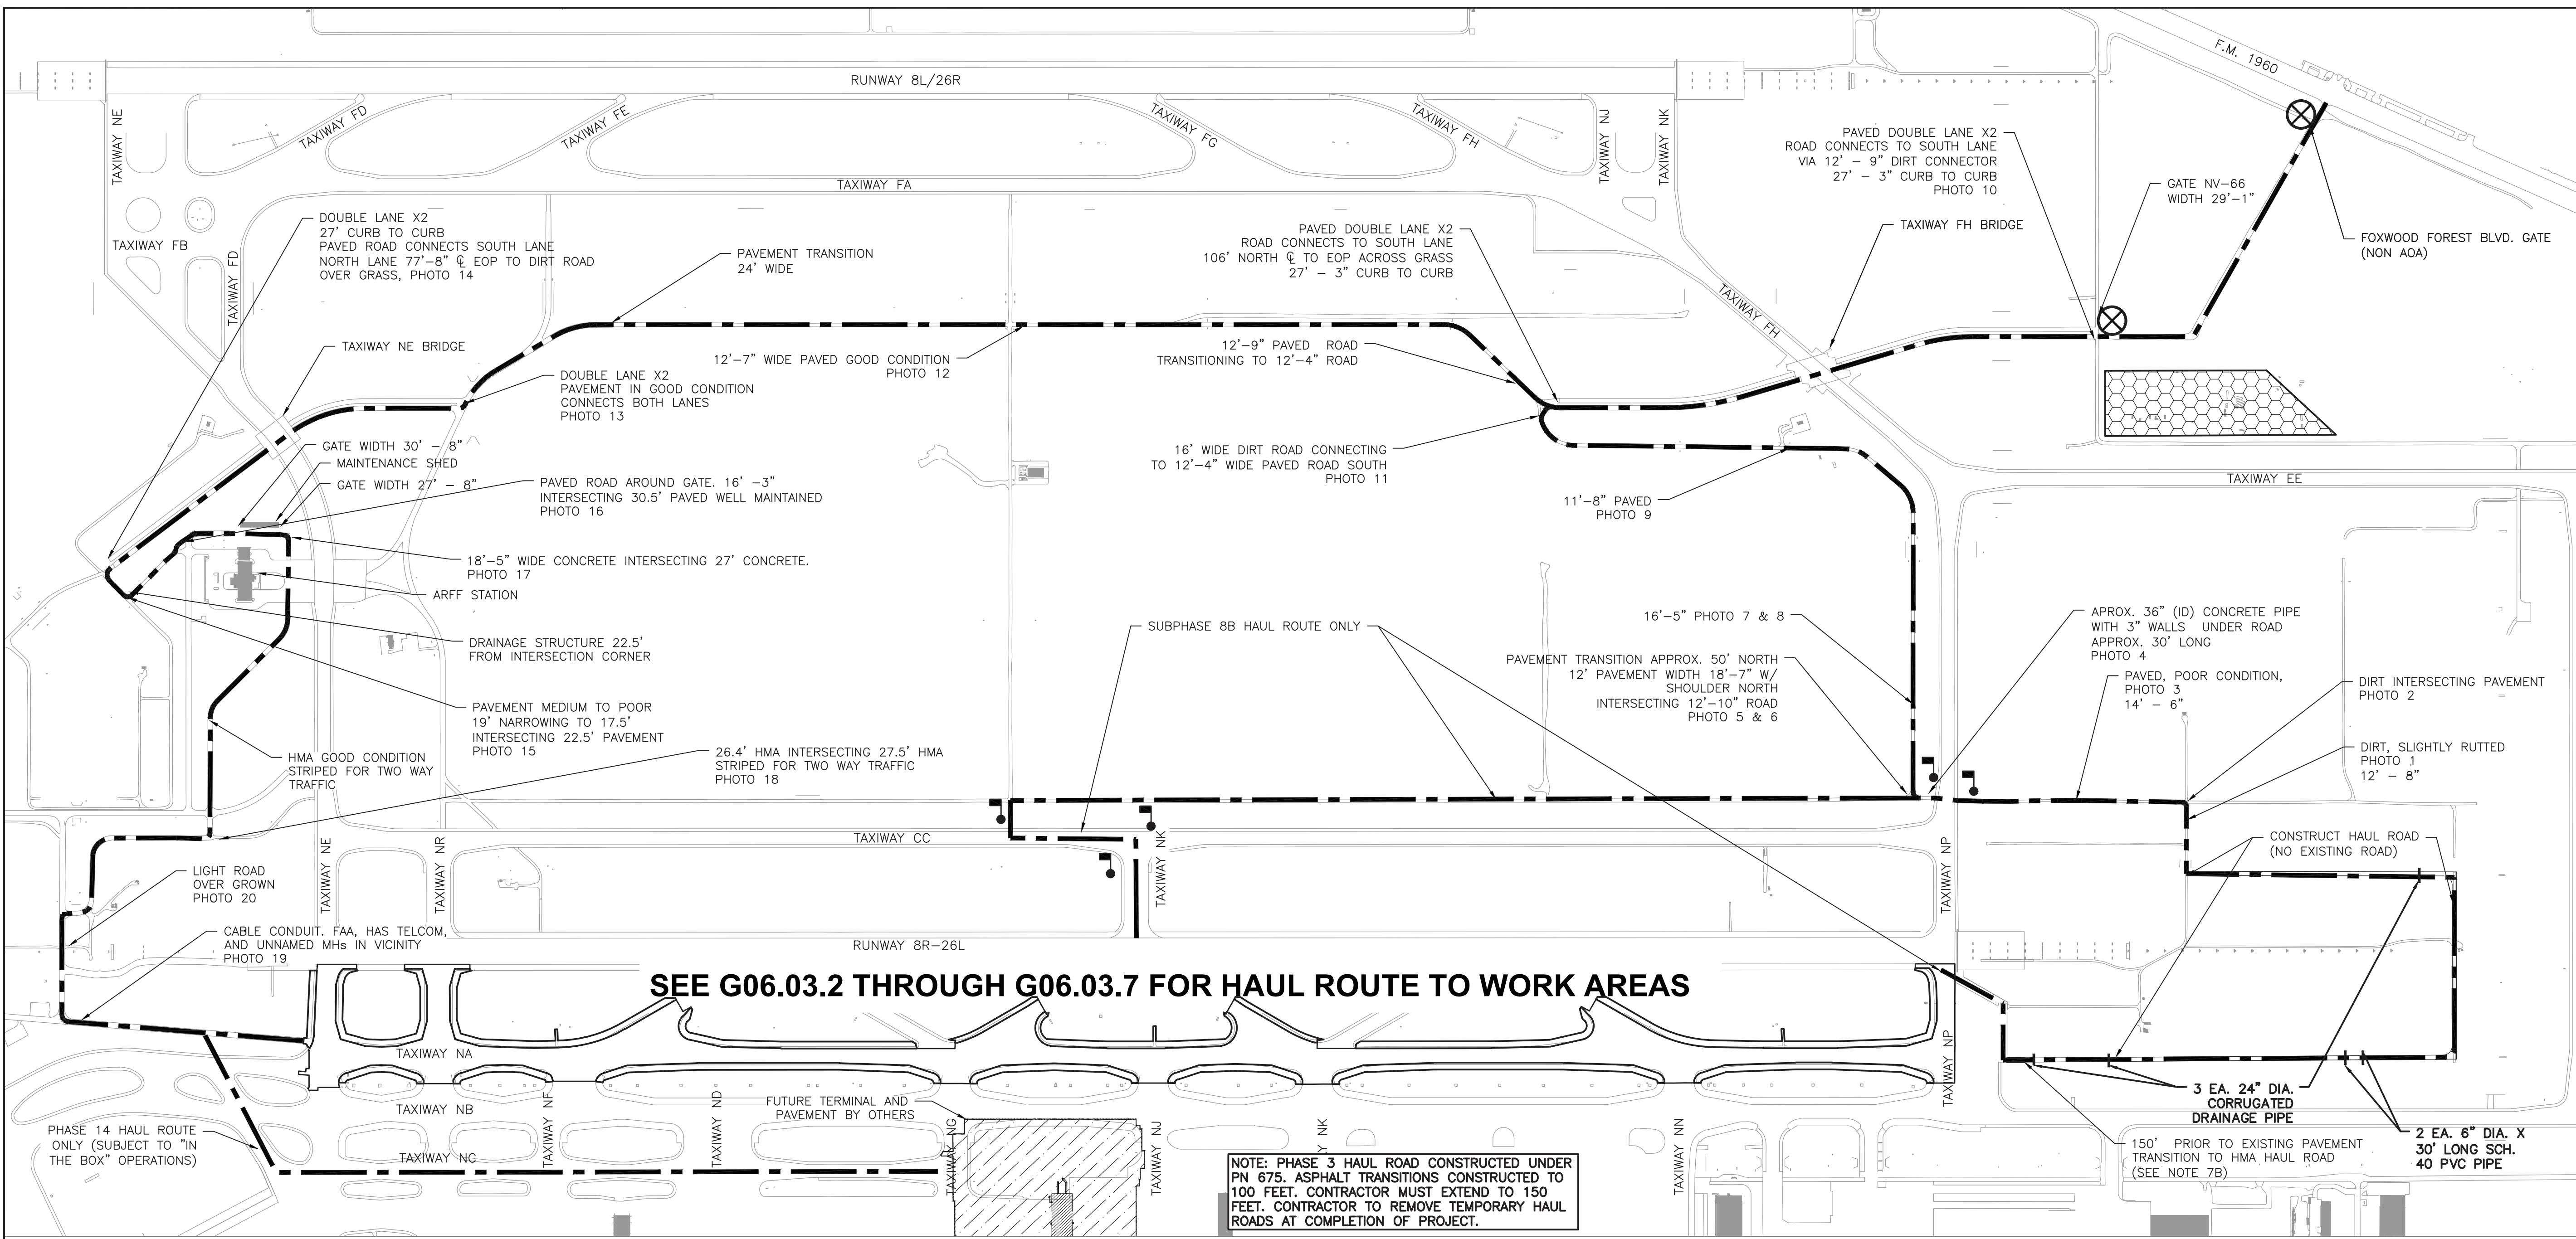 F.M. 1960
RUNWAY 8L/26R
TAXIWAY NE
TAXIWAY FD
TAXIWAY FE
TAXIWAY FG
TAXIWAY FH
TAXIWAY NJ
TAXIWAY NK
PAVED DOUBLE LANE X2
ROAD CONNECTS TO SOUTH LANE
VIA 12' – 9" DIRT CONNECTOR
27' – 3" CURB TO CURB
PHOTO 10
GATE NV–66
WIDTH 29'–1"
FOXWOOD FOREST BLVD. GATE
(NON AOA)
TAXIWAY FA
DOUBLE LANE X2
27' CURB TO CURB
PAVED ROAD CONNECTS SOUTH LANE
NORTH LANE 77'–8" ℄ EOP TO DIRT ROAD
OVER GRASS, PHOTO 14
TAXIWAY FB
TAXIWAY FD
PAVEMENT TRANSITION
24' WIDE
PAVED DOUBLE LANE X2
ROAD CONNECTS TO SOUTH LANE
106' NORTH ℄ TO EOP ACROSS GRASS
27' – 3" CURB TO CURB
TAXIWAY FH BRIDGE
TAXIWAY FH
TAXIWAY NE BRIDGE
12'–7" WIDE PAVED GOOD CONDITION
PHOTO 12
12'–9" PAVED ROAD
TRANSITIONING TO 12'–4" ROAD
DOUBLE LANE X2
PAVEMENT IN GOOD CONDITION
CONNECTS BOTH LANES
PHOTO 13
GATE WIDTH 30' – 8"
MAINTENANCE SHED
GATE WIDTH 27' – 8"
PAVED ROAD AROUND GATE. 16' –3"
INTERSECTING 30.5' PAVED WELL MAINTAINED
PHOTO 16
16' WIDE DIRT ROAD CONNECTING
TO 12'–4" WIDE PAVED ROAD SOUTH
PHOTO 11
11'–8" PAVED
PHOTO 9
TAXIWAY EE
18'–5" WIDE CONCRETE INTERSECTING 27' CONCRETE.
PHOTO 17
ARFF STATION
DRAINAGE STRUCTURE 22.5'
FROM INTERSECTION CORNER
SUBPHASE 8B HAUL ROUTE ONLY
16'–5" PHOTO 7 & 8
APROX. 36" (ID) CONCRETE PIPE
WITH 3" WALLS UNDER ROAD
APPROX. 30' LONG
PHOTO 4
PAVEMENT TRANSITION APPROX. 50' NORTH
12' PAVEMENT WIDTH 18'–7" W/
SHOULDER NORTH
INTERSECTING 12'–10" ROAD
PHOTO 5 & 6
PAVED, POOR CONDITION,
PHOTO 3
14' – 6"
DIRT INTERSECTING PAVEMENT
PHOTO 2
PAVEMENT MEDIUM TO POOR
19' NARROWING TO 17.5'
INTERSECTING 22.5' PAVEMENT
PHOTO 15
HMA GOOD CONDITION
STRIPED FOR TWO WAY
TRAFFIC
26.4' HMA INTERSECTING 27.5' HMA
STRIPED FOR TWO WAY TRAFFIC
PHOTO 18
DIRT, SLIGHTLY RUTTED
PHOTO 1
12' – 8"
TAXIWAY NE
TAXIWAY NR
TAXIWAY CC
TAXIWAY NK
TAXIWAY NP
CONSTRUCT HAUL ROAD
(NO EXISTING ROAD)
LIGHT ROAD
OVER GROWN
PHOTO 20
CABLE CONDUIT. FAA, HAS TELCOM,
AND UNNAMED MHs IN VICINITY
PHOTO 19
RUNWAY 8R–26L
SEE G06.03.2 THROUGH G06.03.7 FOR HAUL ROUTE TO WORK AREAS
TAXIWAY NA
TAXIWAY NP
TAXIWAY NB
TAXIWAY NF
TAXIWAY ND
FUTURE TERMINAL AND
PAVEMENT BY OTHERS
3 EA. 24" DIA.
CORRUGATED
DRAINAGE PIPE
PHASE 14 HAUL ROUTE
ONLY (SUBJECT TO "IN
THE BOX" OPERATIONS)
TAXIWAY NC
TAXIWAY NG
TAXIWAY NJ
Y NK
TAXIWAY NN
150' PRIOR TO EXISTING PAVEMENT
TRANSITION TO HMA HAUL ROAD
(SEE NOTE 7B)
2 EA. 6" DIA. X
30' LONG SCH.
40 PVC PIPE
NOTE: PHASE 3 HAUL ROAD CONSTRUCTED UNDER
PN 675. ASPHALT TRANSITIONS CONSTRUCTED TO
100 FEET. CONTRACTOR MUST EXTEND TO 150
FEET. CONTRACTOR TO REMOVE TEMPORARY HAUL
ROADS AT COMPLETION OF PROJECT.